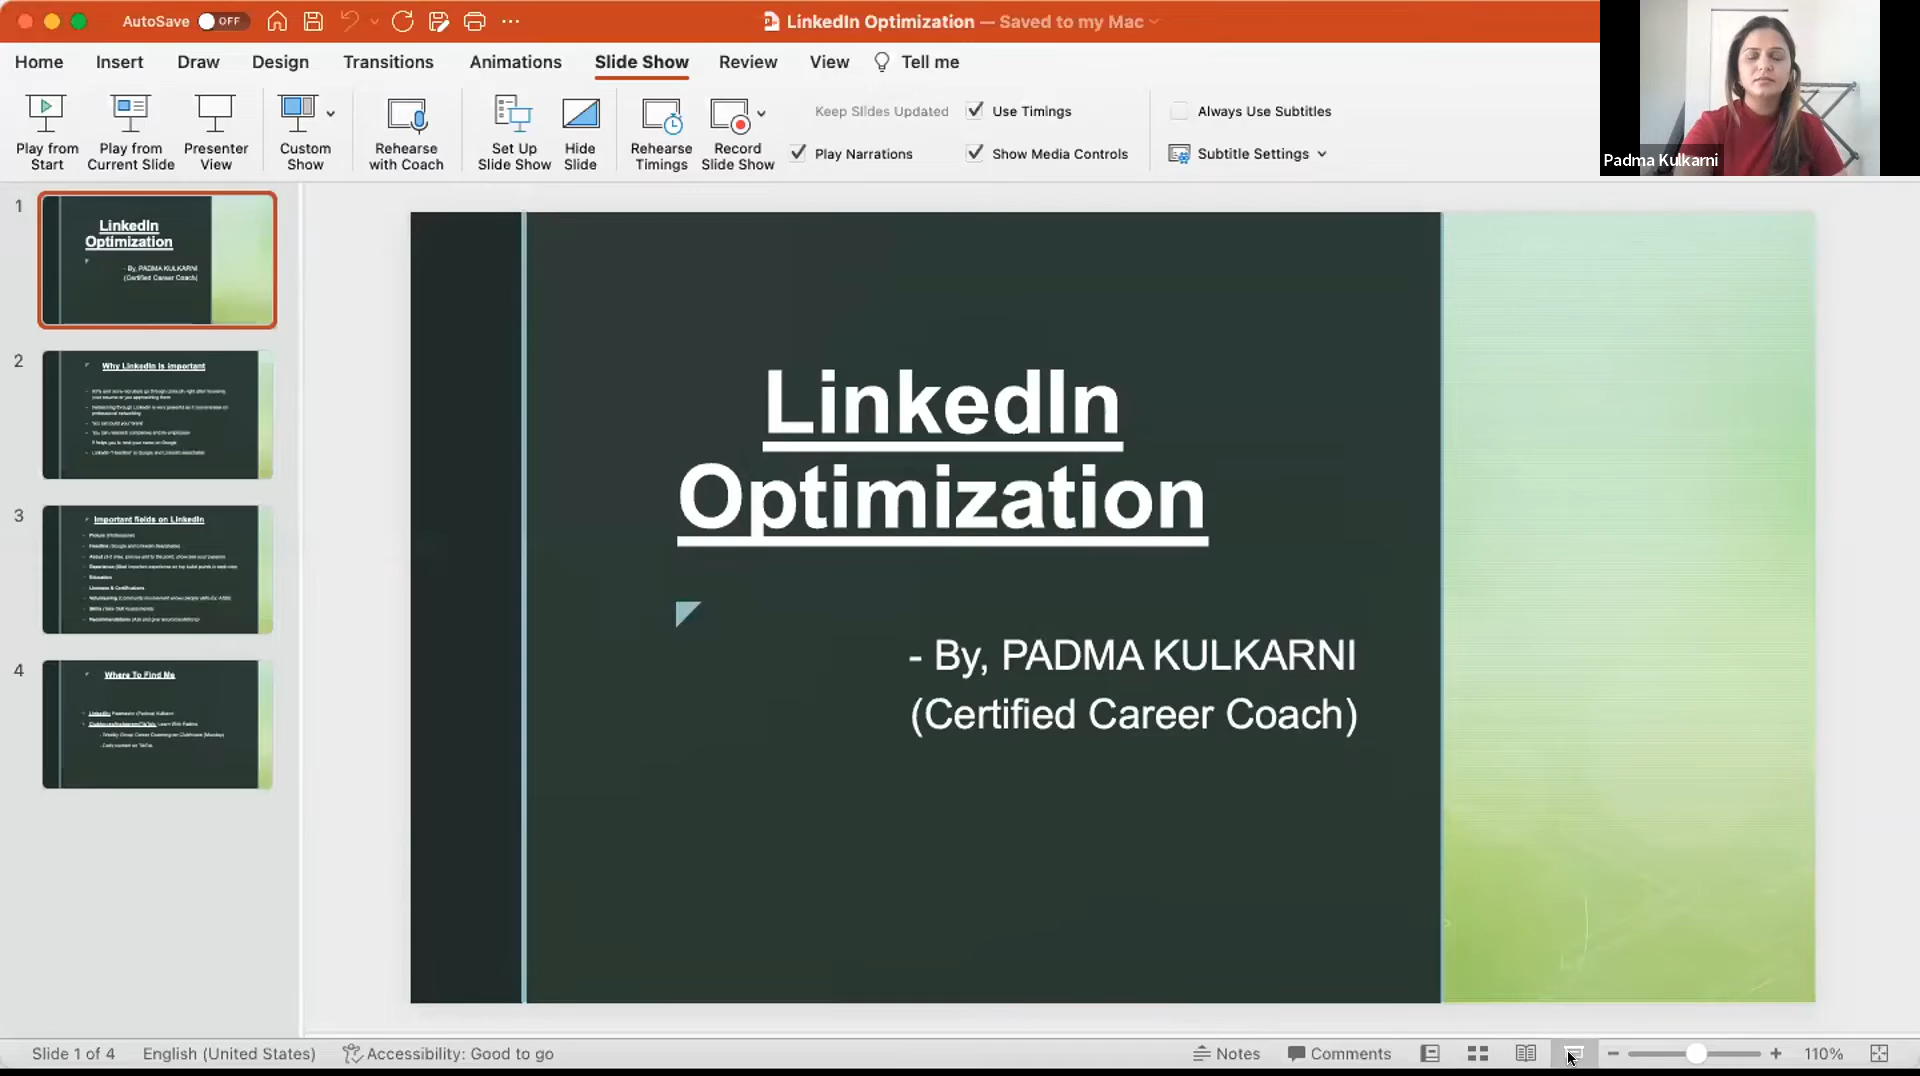 AutoSave OFF
LinkedIn Optimization — Saved to my Mac
Home Insert Draw Design Transitions Animations Slide Show Review View Tell me
Play from Start
Play from Current Slide
Presenter View
Custom Show
Rehearse with Coach
Set Up Slide Show
Hide Slide
Rehearse Timings
Record Slide Show
Keep Slides Updated
Use Timings
Play Narrations
Show Media Controls
Always Use Subtitles
Subtitle Settings
Padma Kulkarni
1
LinkedIn
Optimization
- By, PADMA KULKARNI
(Certified Career Coach)
2
Why LinkedIn is important
3
Important fields on LinkedIn
4
Where To Find Me
LinkedIn
Optimization
- By, PADMA KULKARNI
(Certified Career Coach)
Slide 1 of 4 English (United States) Accessibility: Good to go Notes Comments 110%